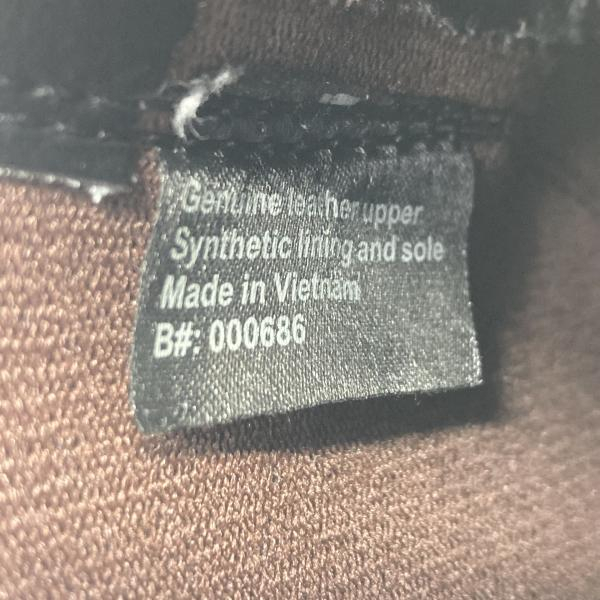 Genuine leather upper
Synthetic lining and sole
Made in Vietnam
B#: 000686